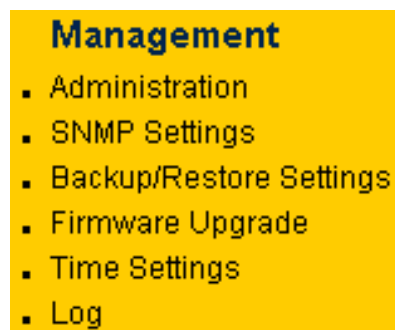 Management
Administration
SNMP Settings
Backup/Restore Settings
Firmware Upgrade
Time Settings
Log